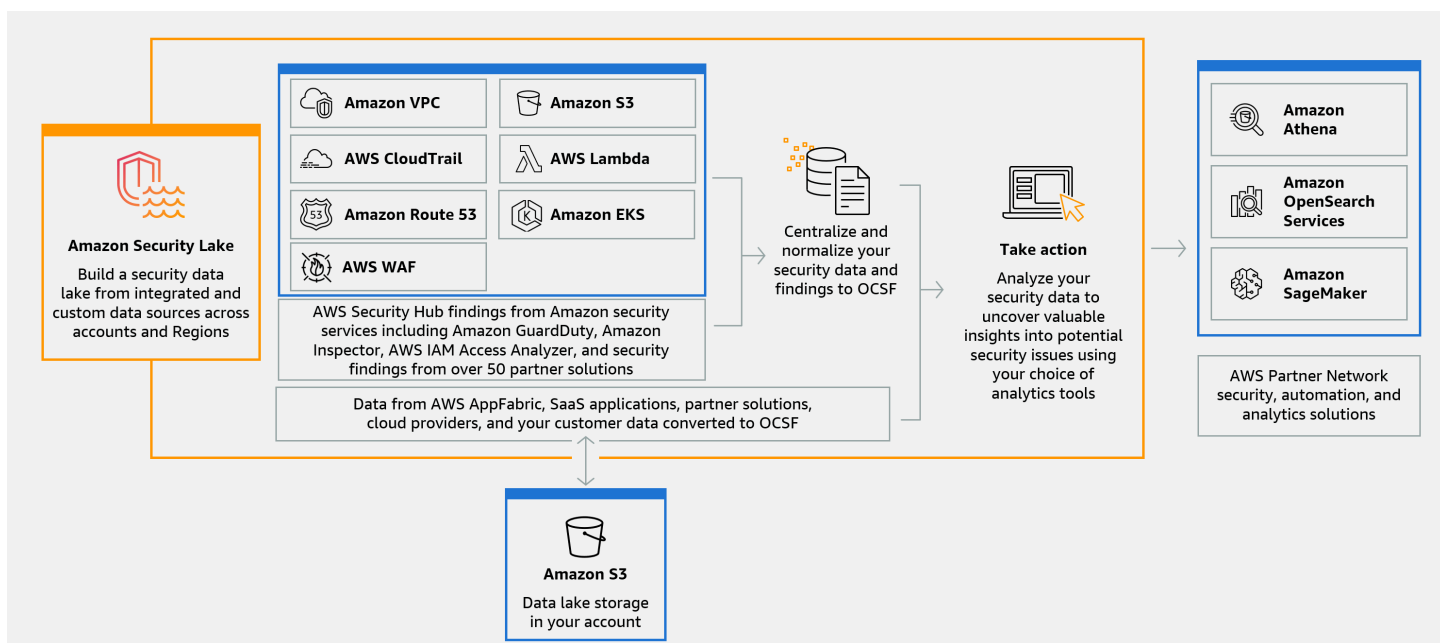 Amazon Security Lake
Build a security data
lake from integrated and
custom data sources across
accounts and Regions
Amazon VPC
Amazon S3
AWS CloudTrail
AWS Lambda
53
Amazon Route 53
K
Amazon EKS
AWS WAF
AWS Security Hub findings from Amazon security
services including Amazon GuardDuty, Amazon
Inspector, AWS IAM Access Analyzer, and security
findings from over 50 partner solutions
Data from AWS AppFabric, SaaS applications, partner solutions,
cloud providers, and your customer data converted to OCSF
Centralize and
normalize your
security data and
findings to OCSF
Take action
Analyze your
security data to
uncover valuable
insights into potential
security issues using
your choice of
analytics tools
Amazon
Athena
Amazon
OpenSearch
Services
Amazon
SageMaker
AWS Partner Network
security, automation, and
analytics solutions
Amazon S3
Data lake storage
in your account